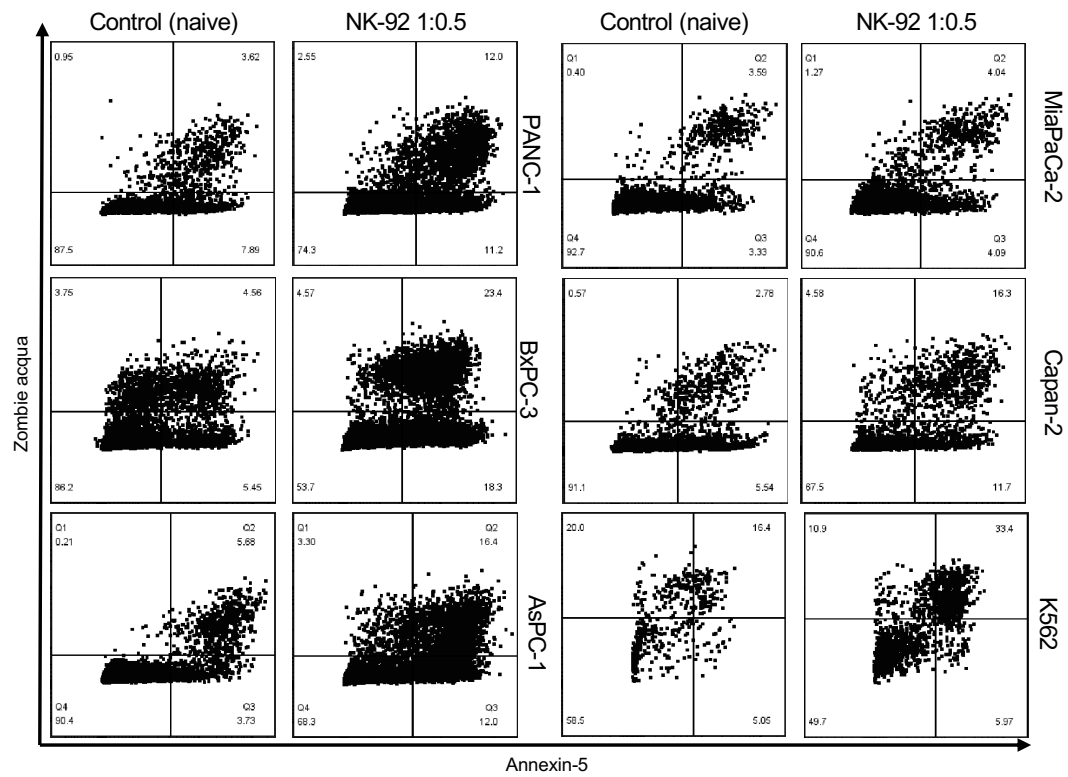 Control (naive)
NK-92 1:0.5
Control (naive)
NK-92 1:0.5
0.95
3.62
87.5
7.89
2.55
12.0
74.3
11.2
PANC-1
Q1
0.40
Q2
3.59
Q4
92.7
Q3
3.33
Q1
1.27
Q2
4.04
Q4
90.6
Q3
4.09
MiaPaCa-2
3.75
4.56
86.2
5.45
4.57
23.4
53.7
18.3
BxPC-3
0.57
2.78
91.1
5.54
4.58
16.3
67.5
11.7
Capan-2
Q1
0.21
Q2
5.68
Q4
90.4
Q3
3.73
Q1
3.30
Q2
16.4
Q4
68.3
Q3
12.0
AsPC-1
20.0
16.4
58.5
5.05
10.9
33.4
49.7
5.97
K562
Zombie acqua
Annexin-5